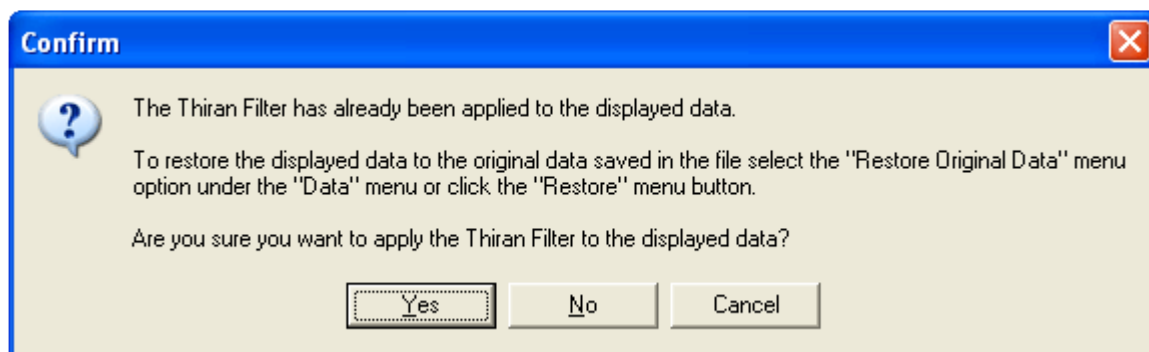 Confirm
The Thiran Filter has already been applied to the displayed data.
To restore the displayed data to the original data saved in the file select the "Restore Original Data" menu
option under the "Data" menu or click the "Restore" menu button.
Are you sure you want to apply the Thiran Filter to the displayed data?
Yes No Cancel